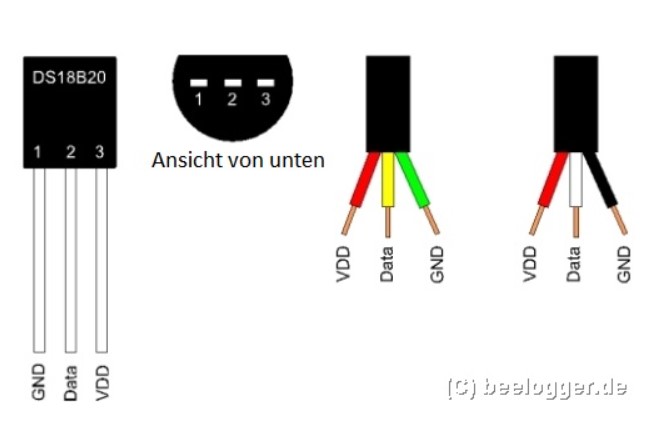 DS18B20
1 2 3
GND
Data
VDD
1 2 3
Ansicht von unten
VDD
Data
GND
VDD
Data
GND
(C) beelogger.de